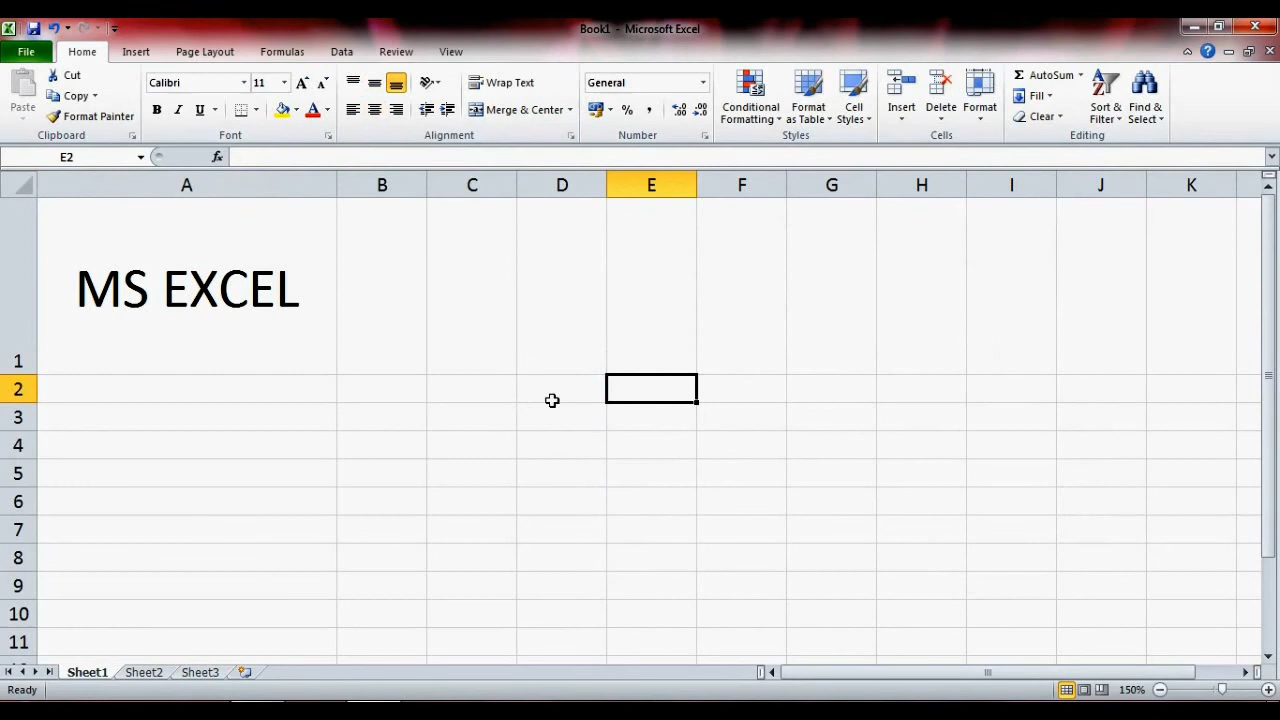 Book1 - Microsoft Excel
File Home Insert Page Layout Formulas Data Review View
Paste
Cut
Copy
Format Painter
Clipboard
Calibri 11
B I U
Font
Wrap Text
Merge & Center
Alignment
General
% ,
Number
Conditional Formatting
Format as Table
Cell Styles
Styles
Insert
Delete
Format
Cells
Σ AutoSum
Fill
Clear
Sort & Filter
Find & Select
Editing
E2 fx
A B C D E F G H I J K
MS EXCEL
1
2
3
4
5
6
7
8
9
10
11
Sheet1 Sheet2 Sheet3
Ready 150%